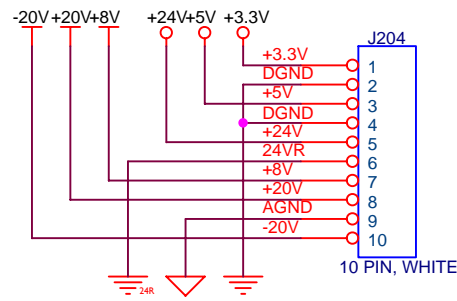 -20V +20V +8V +24V +5V +3.3V
J204
+3.3V 1
DGND 2
+5V 3
DGND 4
+24V 5
24VR 6
+8V 7
+20V 8
AGND 9
-20V 10
24R
10 PIN, WHITE